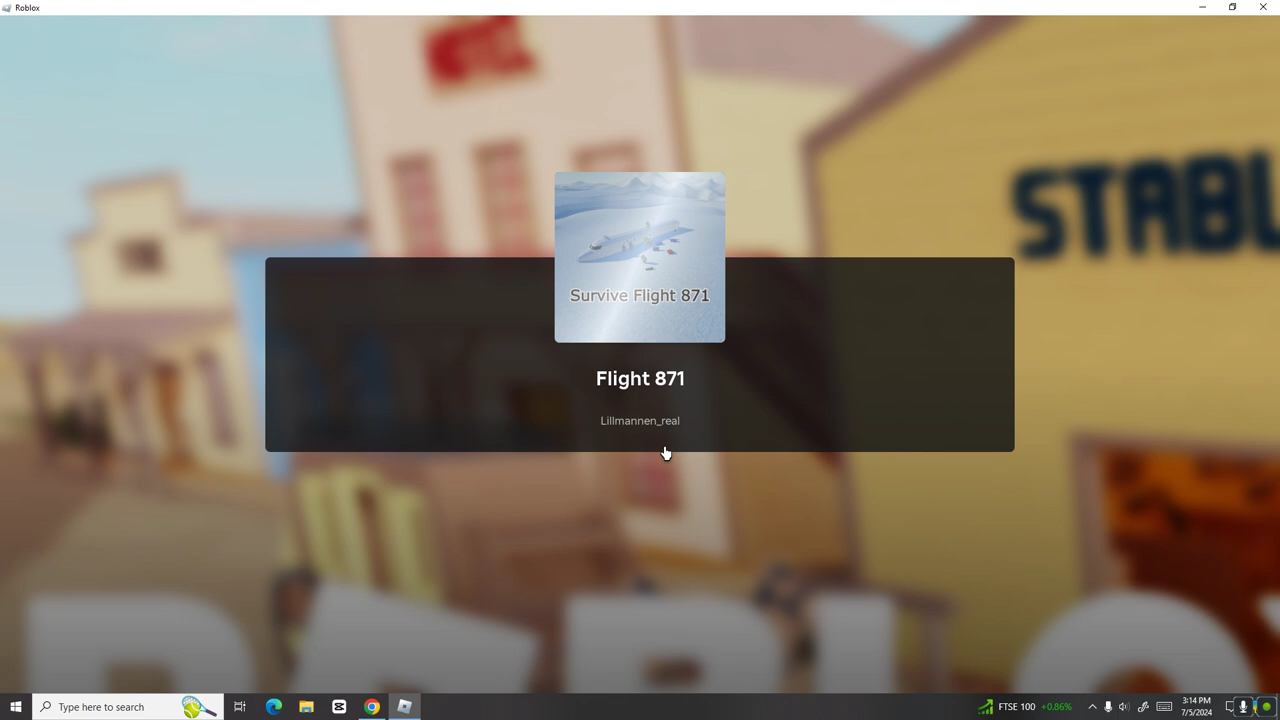 Roblox
STABL
Survive Flight 871
Flight 871
Lillmannen_real
Type here to search
FTSE 100 +0.86%
3:14 PM
7/5/2024